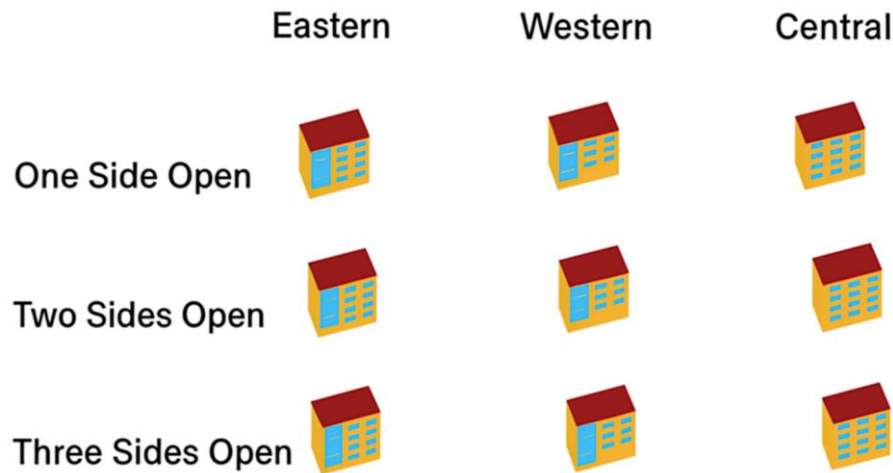 Eastern Western Central
One Side Open
Two Sides Open
Three Sides Open